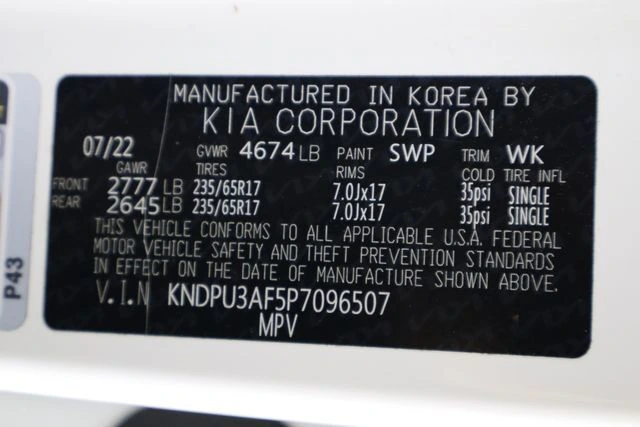 MANUFACTURED IN KOREA BY
KIA CORPORATION
07/22 GVWR 4674 LB PAINT SWP TRIM WK
GAWR TIRES RIMS COLD TIRE INFL
FRONT 2777 LB 235/65R17 7.0Jx17 35psi SINGLE
REAR 2645 LB 235/65R17 7.0Jx17 35psi SINGLE
THIS VEHICLE CONFORMS TO ALL APPLICABLE U.S.A. FEDERAL
MOTOR VEHICLE SAFETY AND THEFT PREVENTION STANDARDS
IN EFFECT ON THE DATE OF MANUFACTURE SHOWN ABOVE.
V.I.N KNDPU3AF5P7096507
MPV
P43